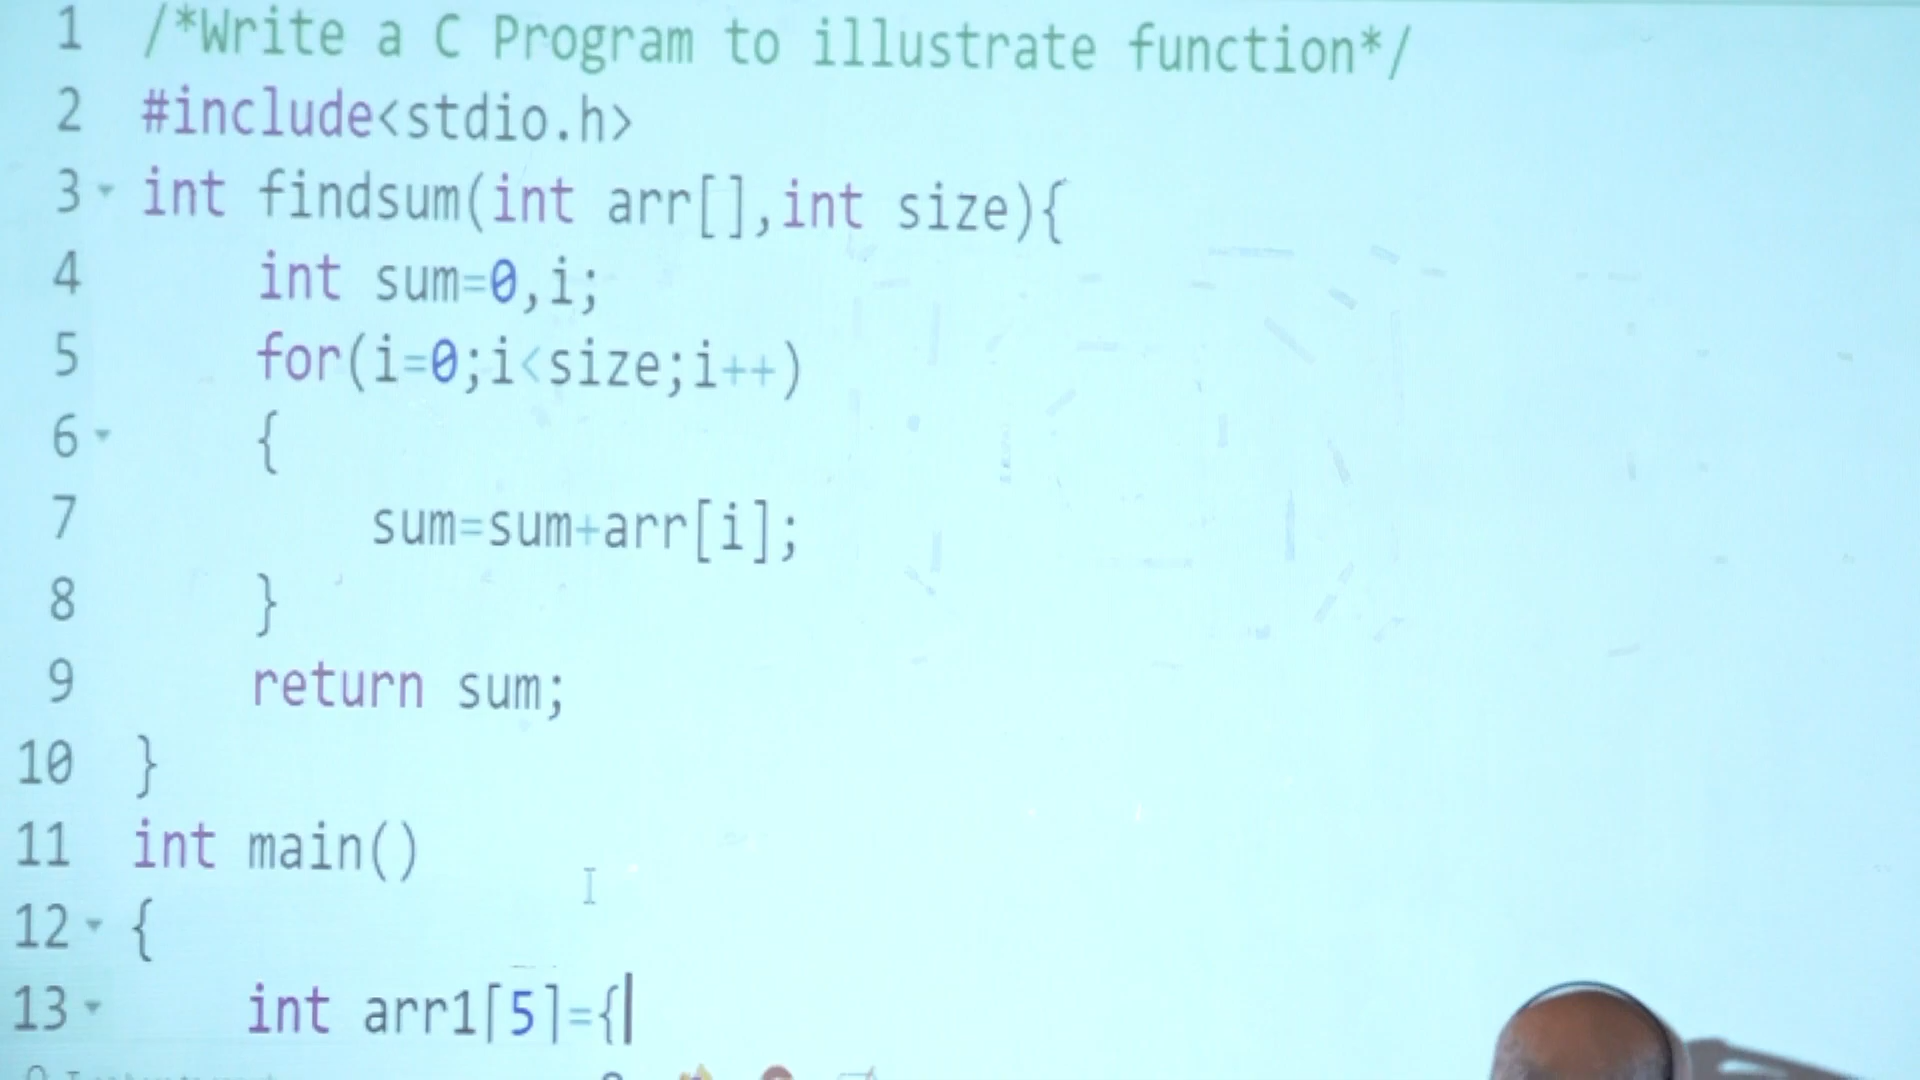 1 /*Write a C Program to illustrate function*/
2 #include<stdio.h>
3 int findsum(int arr[],int size){
4 int sum=0,i;
5 for(i=0;i<size;i++)
6 {
7 sum=sum+arr[i];
8 }
9 return sum;
10 }
11 int main()
12 {
13 int arr1[5]={